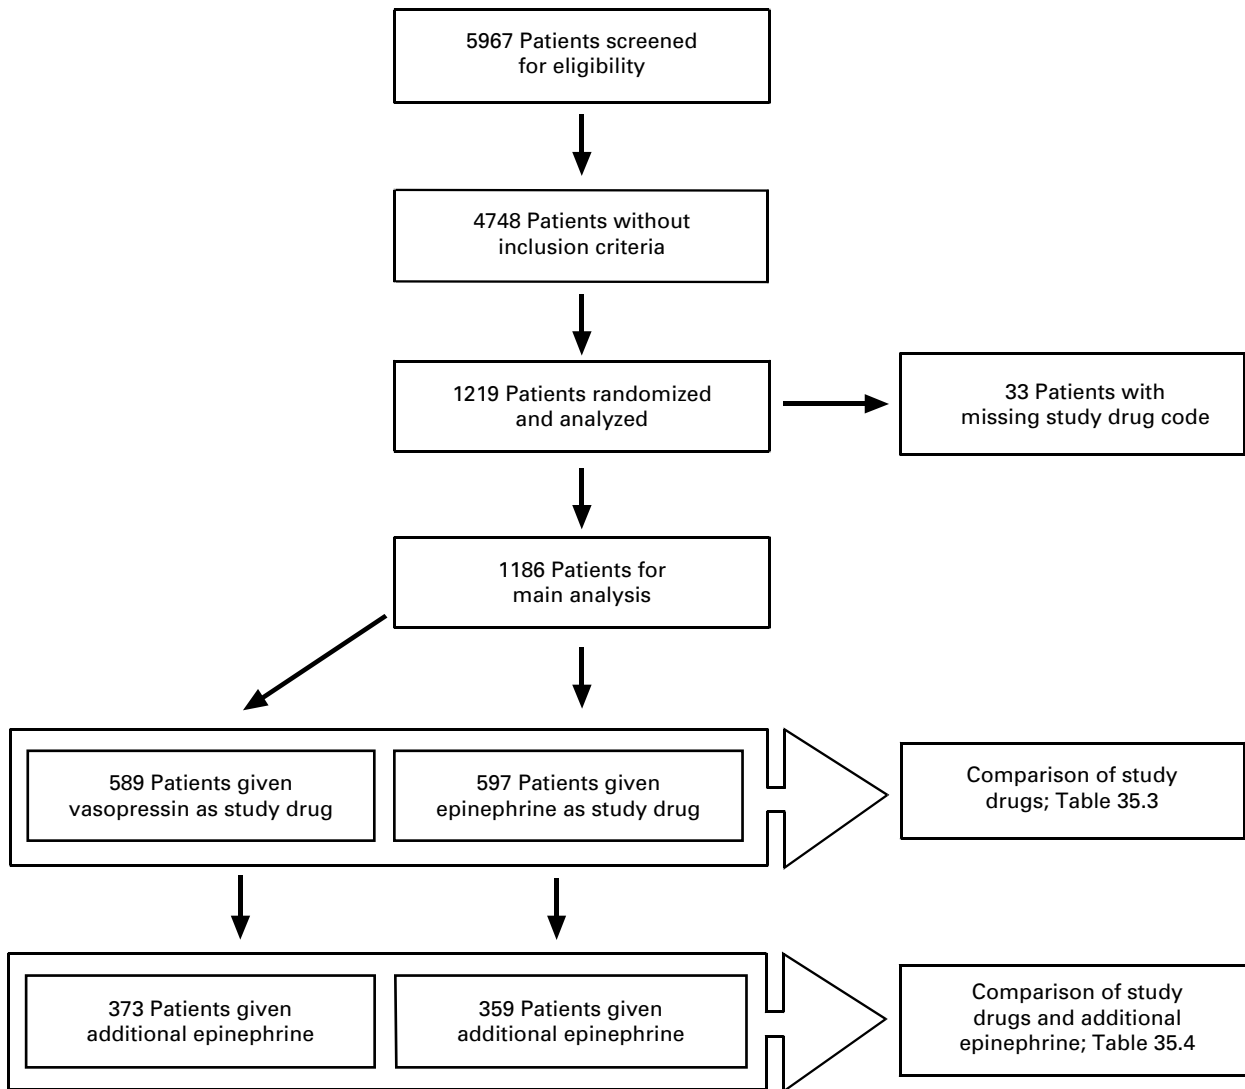 5967 Patients screened
for eligibility
4748 Patients without
inclusion criteria
1219 Patients randomized
and analyzed
33 Patients with
missing study drug code
1186 Patients for
main analysis
589 Patients given
vasopressin as study drug
597 Patients given
epinephrine as study drug
Comparison of study
drugs; Table 35.3
373 Patients given
additional epinephrine
359 Patients given
additional epinephrine
Comparison of study
drugs and additional
epinephrine; Table 35.4